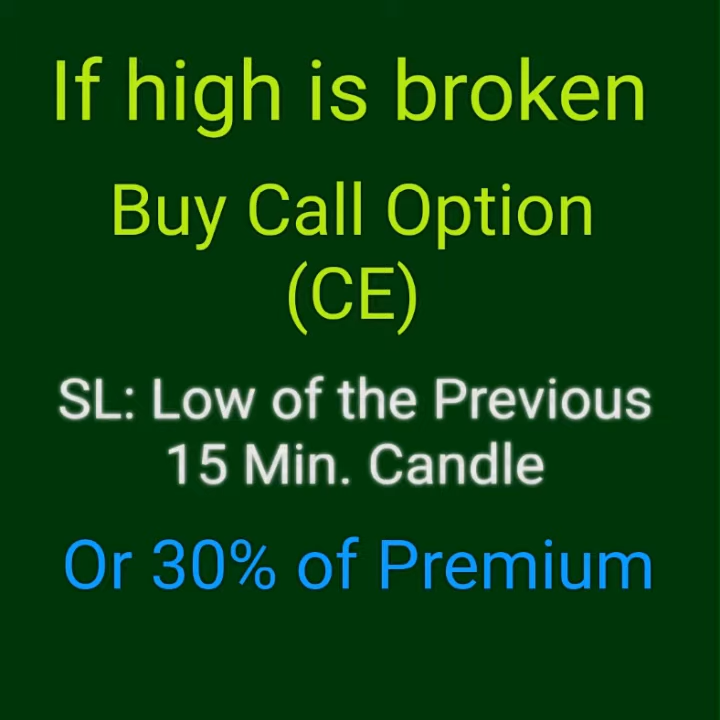 If high is broken
Buy Call Option
(CE)
SL: Low of the Previous
15 Min. Candle
Or 30% of Premium